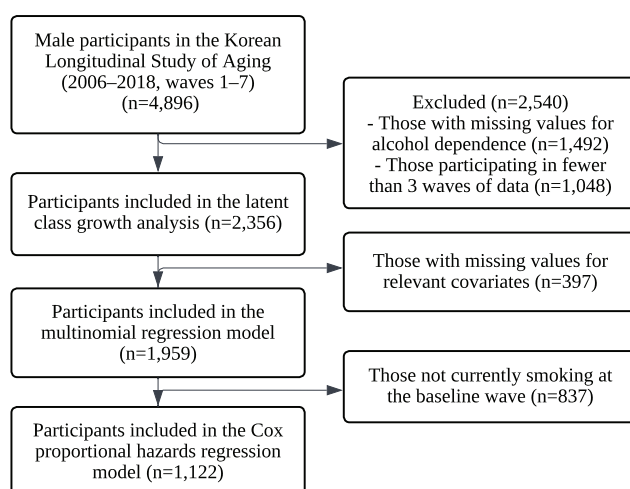 Male participants in the Korean
Longitudinal Study of Aging
(2006–2018, waves 1–7)
(n=4,896)
Excluded (n=2,540)
- Those with missing values for
alcohol dependence (n=1,492)
- Those participating in fewer
than 3 waves of data (n=1,048)
Participants included in the latent
class growth analysis (n=2,356)
Those with missing values for
relevant covariates (n=397)
Participants included in the
multinomial regression model
(n=1,959)
Those not currently smoking at
the baseline wave (n=837)
Participants included in the Cox
proportional hazards regression
model (n=1,122)